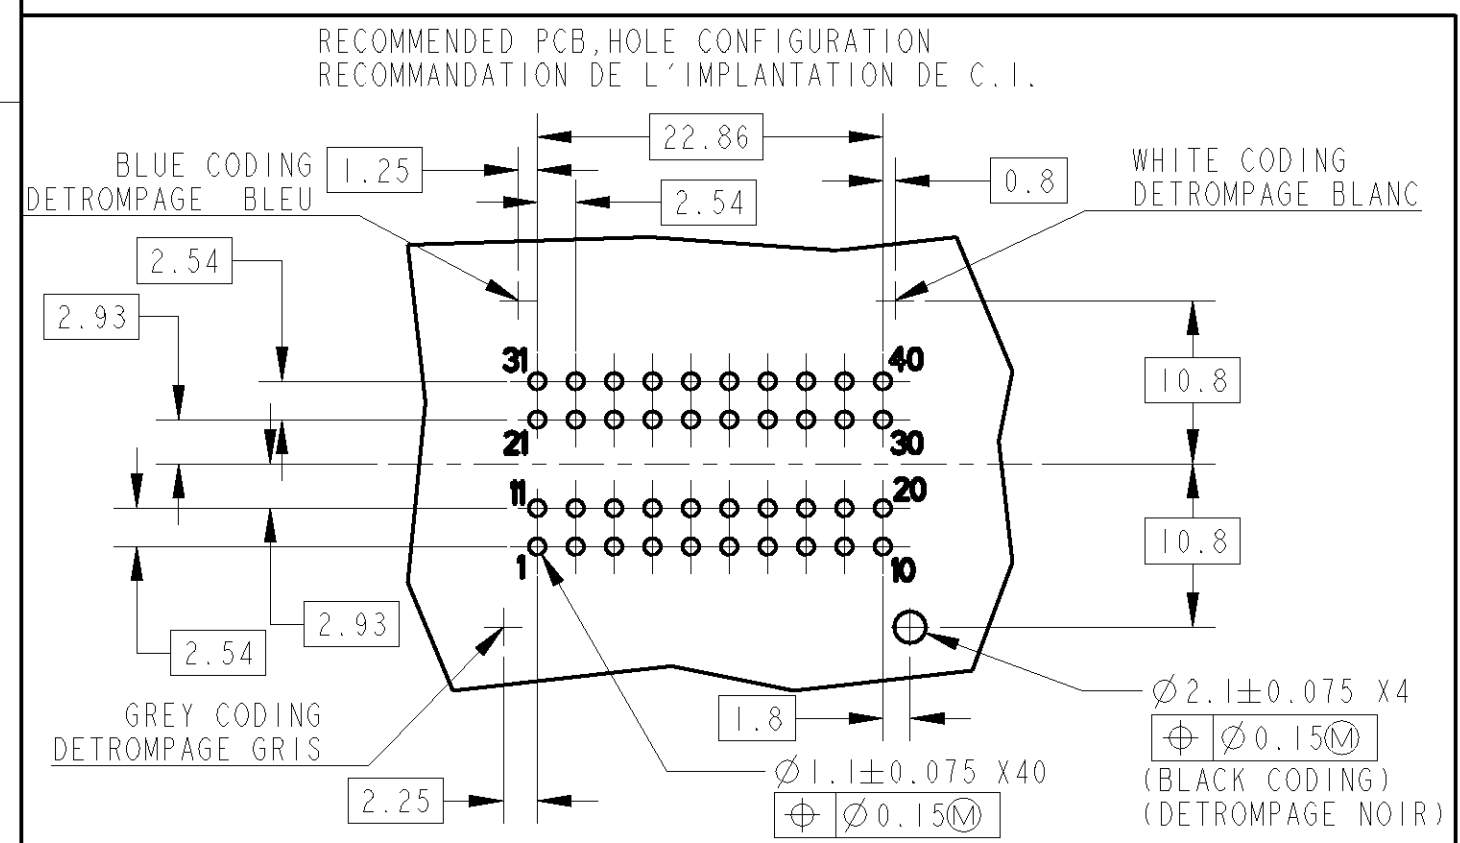 RECOMMENDED PCB,HOLE CONFIGURATION
RECOMMANDATION DE L'IMPLANTATION DE C.I.
22.86
BLUE CODING
DETROMPAGE BLEU
1.25
2.54
0.8
WHITE CODING
DETROMPAGE BLANC
2.54
2.93
31
40
10.8
21
30
11
20
10.8
1
10
2.93
2.54
GREY CODING
DETROMPAGE GRIS
1.8
Ø2.1±0.075 X4
⌖ Ø0.15Ⓜ
(BLACK CODING)
(DETROMPAGE NOIR)
2.25
Ø1.1±0.075 X40
⌖ Ø0.15Ⓜ